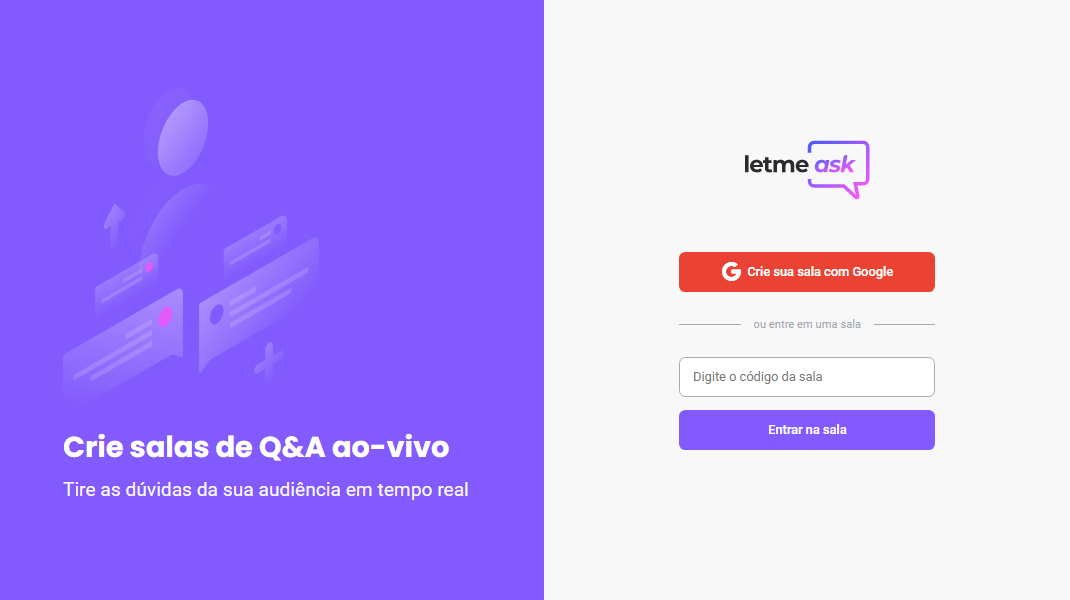 Crie salas de Q&A ao-vivo
Tire as dúvidas da sua audiência em tempo real
letme ask
Crie sua sala com Google
ou entre em uma sala
Digite o código da sala
Entrar na sala